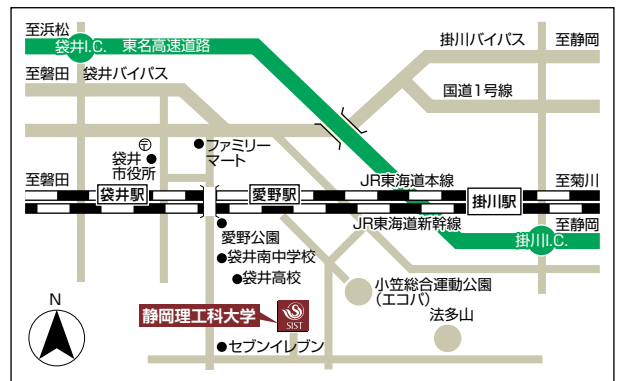 至浜松
袋井I.C.
東名高速道路
掛川バイパス
至静岡
至磐田
袋井バイパス
国道1号線
〒
袋井
市役所
ファミリー
マート
至磐田
袋井駅
愛野駅
JR東海道本線
掛川駅
至菊川
JR東海道新幹線
至静岡
掛川I.C.
愛野公園
袋井南中学校
袋井高校
小笠総合運動公園
(エコパ)
法多山
静岡理工科大学
SIST
セブンイレブン
N